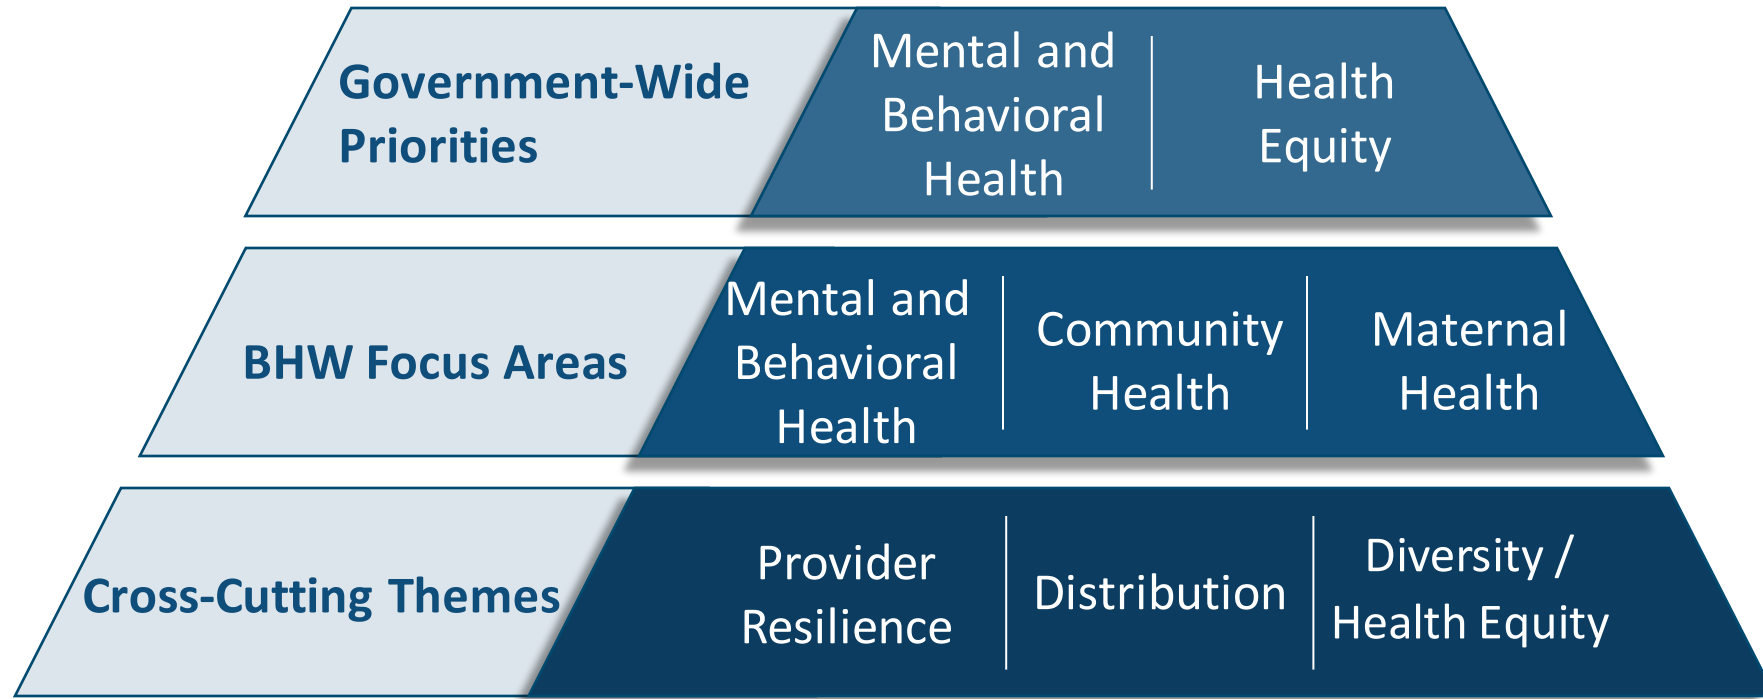 Government-Wide
Priorities
Mental and
Behavioral
Health
Health
Equity
BHW Focus Areas
Mental and
Behavioral
Health
Community
Health
Maternal
Health
Cross-Cutting Themes
Provider
Resilience
Distribution
Diversity /
Health Equity